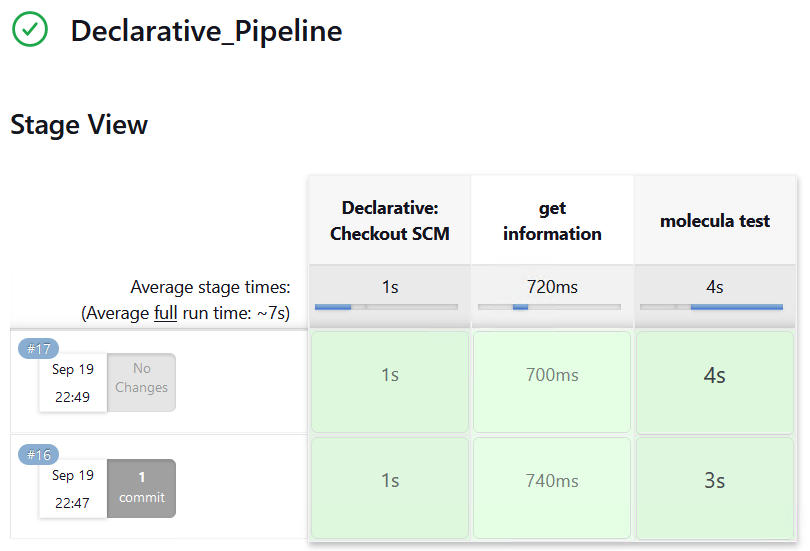 Declarative_Pipeline
Stage View
Declarative:
Checkout SCM
get
information
molecula test
Average stage times:
(Average full run time: ~7s)
1s
720ms
4s
#17
Sep 19
22:49
No
Changes
1s
700ms
4s
#16
Sep 19
22:47
1
commit
1s
740ms
3s